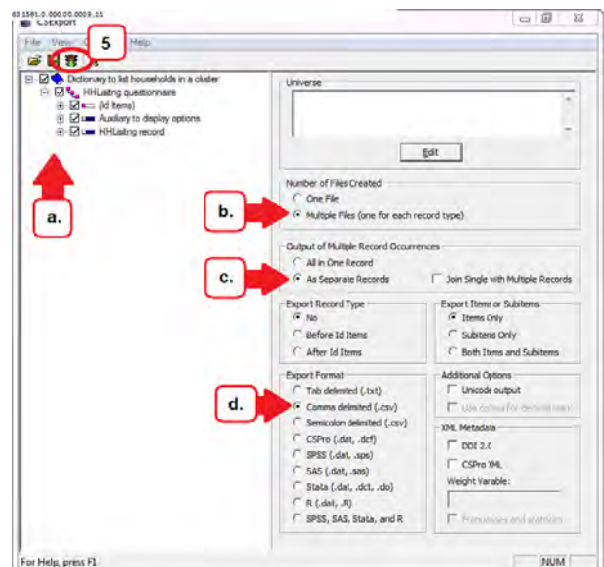 631501.0.00000.0009.11
CSExport
File View Help
5
Dictionary to list households in a cluster
HHListing questionnaire
(Id Items)
Auxiliary to display options
HHListing record
a.
Universe
Edit
Number of Files Created
One File
b.
Multiple Files (one for each record type)
Output of Multiple Record Occurrences
All in One Record
c.
As Separate Records
Join Single with Multiple Records
Export Record Type
No
Before Id Items
After Id Items
Export Items or Subitems
Items Only
Subitems Only
Both Items and Subitems
Export Format
Tab delimited (.txt)
d.
Comma delimited (.csv)
Semicolon delimited (.csv)
CSPro (.dat, .dcf)
SPSS (.dat, .sps)
SAS (.dat, .sas)
Stata (.dat, .dct, .do)
R (.dat, .R)
SPSS, SAS, Stata, and R
Additional Options
Unicode output
Use comma for decimal mark
XML Metadata
DDI 2.0
CSPro XML
Weight Variable:
Frequencies and statistics
For Help, press F1
NUM